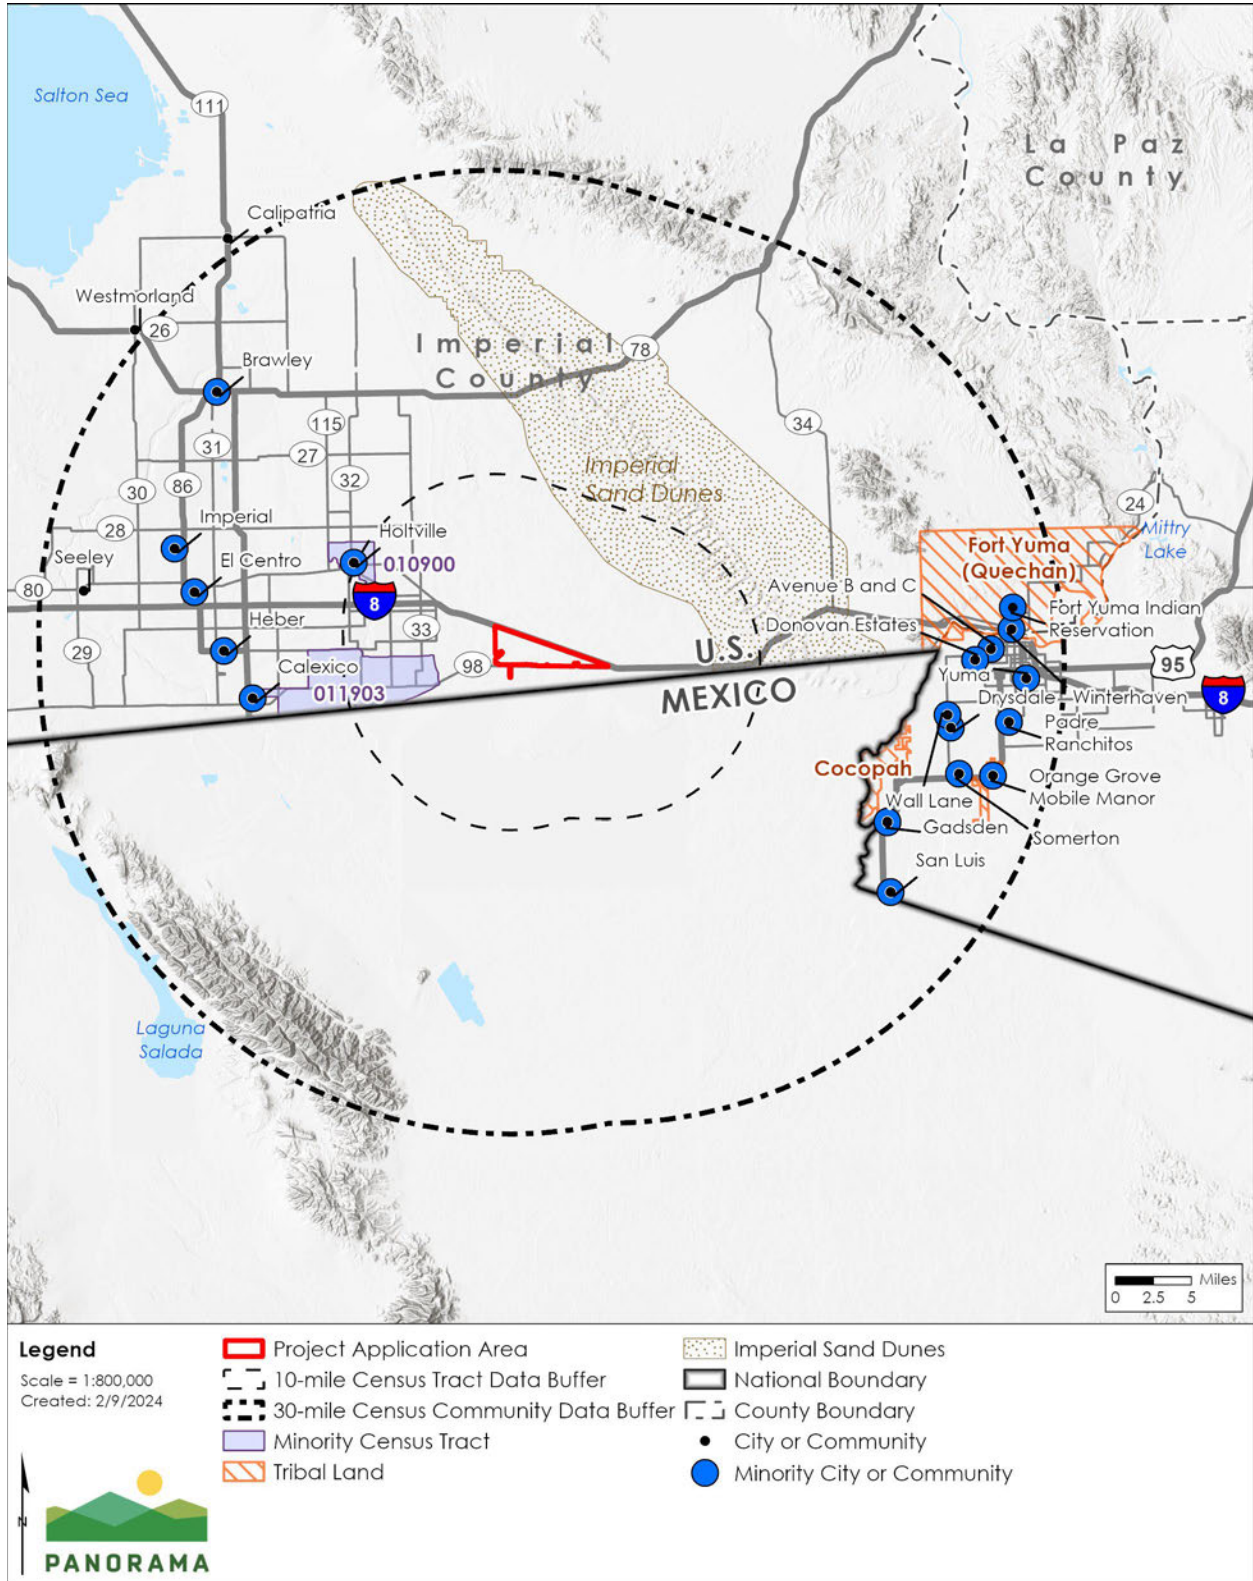 Salton Sea
111
La Paz
County
Calipatria
Westmorland
26
Imperial
County
78
Brawley
115
34
31
27
Imperial
Sand Dunes
32
30
86
24
28
Imperial
Holtville
Mittry
Lake
Fort Yuma
(Quechan)
Seeley
El Centro
010900
Avenue B and C
80
8
Fort Yuma Indian
Reservation
Heber
33
Donovan Estates
29
U.S.
98
95
Calexico
Yuma
011903
MEXICO
Drysdale
Winterhaven
8
Padre
Ranchitos
Cocopah
Orange Grove
Mobile Manor
Wall Lane
Gadsden
Somerton
San Luis
Laguna
Salada
Miles
0 2.5 5
Legend
Scale = 1:800,000
Created: 2/9/2024
N
PANORAMA
Project Application Area
10-mile Census Tract Data Buffer
30-mile Census Community Data Buffer
Minority Census Tract
Tribal Land
Imperial Sand Dunes
National Boundary
County Boundary
City or Community
Minority City or Community